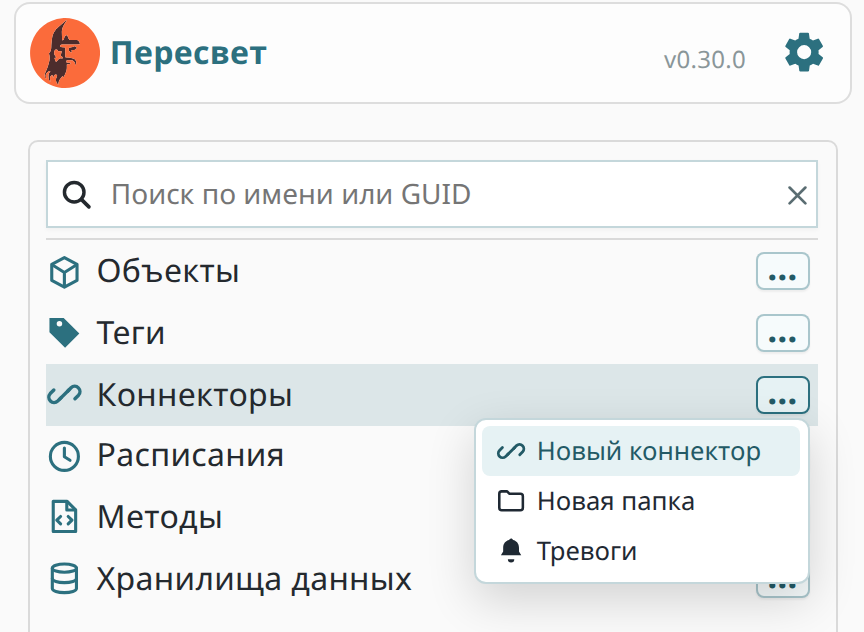 Пересвет
v0.30.0
Поиск по имени или GUID
Объекты
...
Теги
...
Коннекторы
...
Новый коннектор
Расписания
Новая папка
Методы
Тревоги
Хранилища данных
...